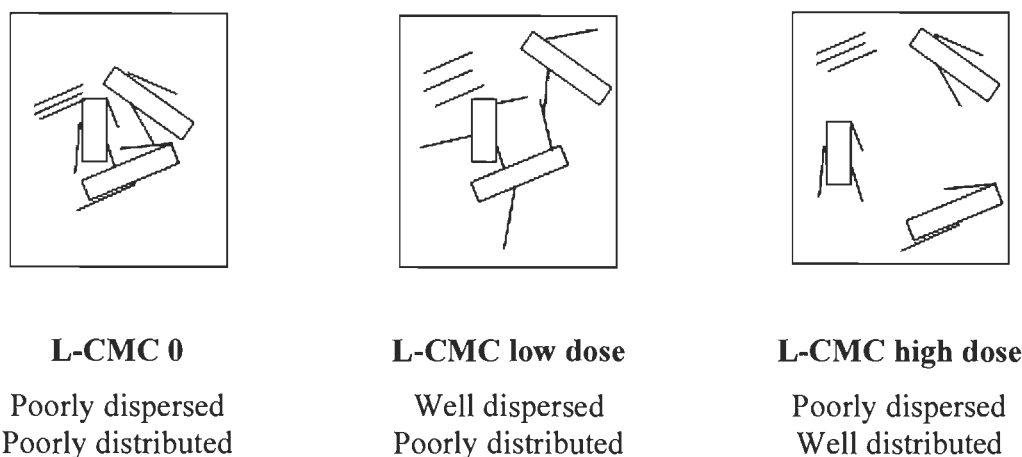 L-CMC 0
Poorly dispersed
Poorly distributed
L-CMC low dose
Well dispersed
Poorly distributed
L-CMC high dose
Poorly dispersed
Well distributed